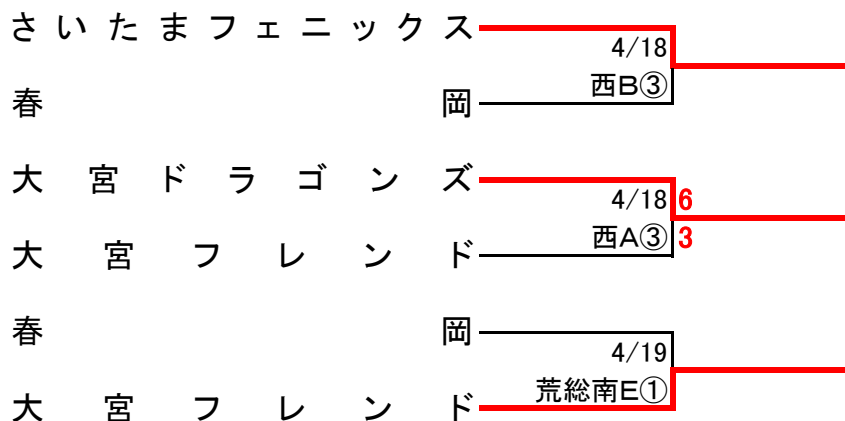 さいたまフェニックス
4/18
西B③
春岡
大宮ドラゴンズ
4/18 6
西A③ 3
大宮フレンド
春岡
4/19
荒総南E①
大宮フレンド